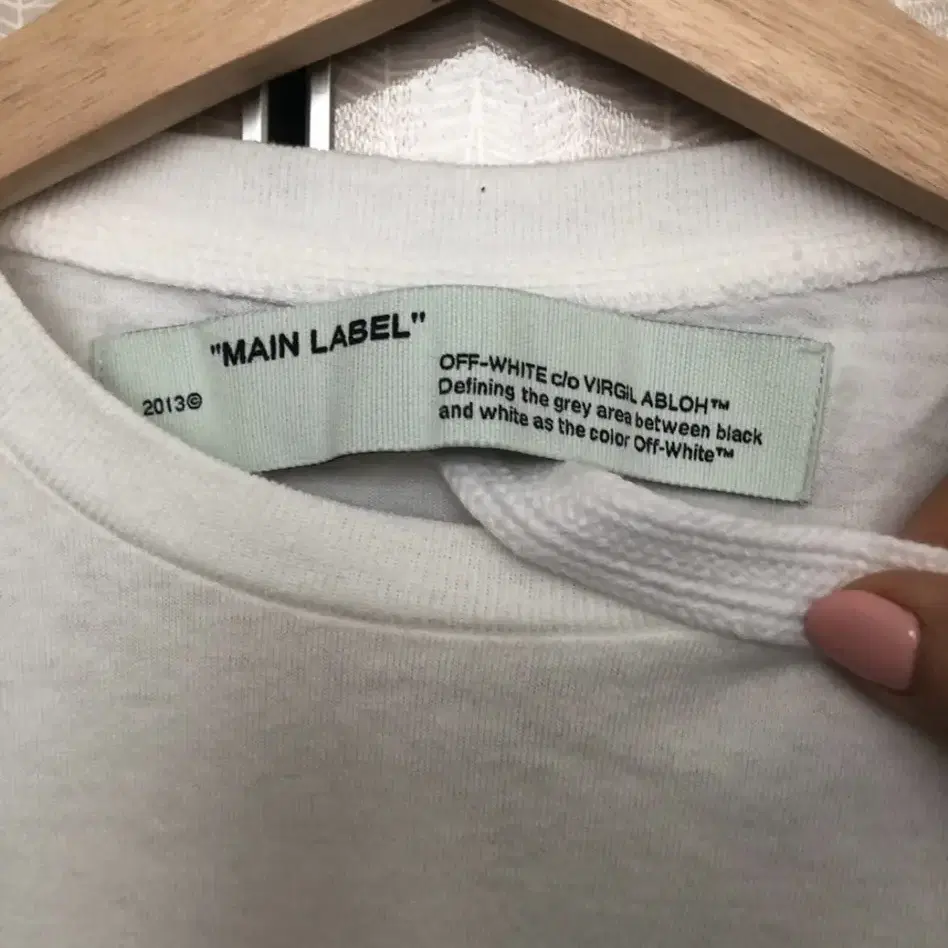 "MAIN LABEL"
2013©
OFF-WHITE c/o VIRGIL ABLOH™
Defining the grey area between black
and white as the color Off-White™